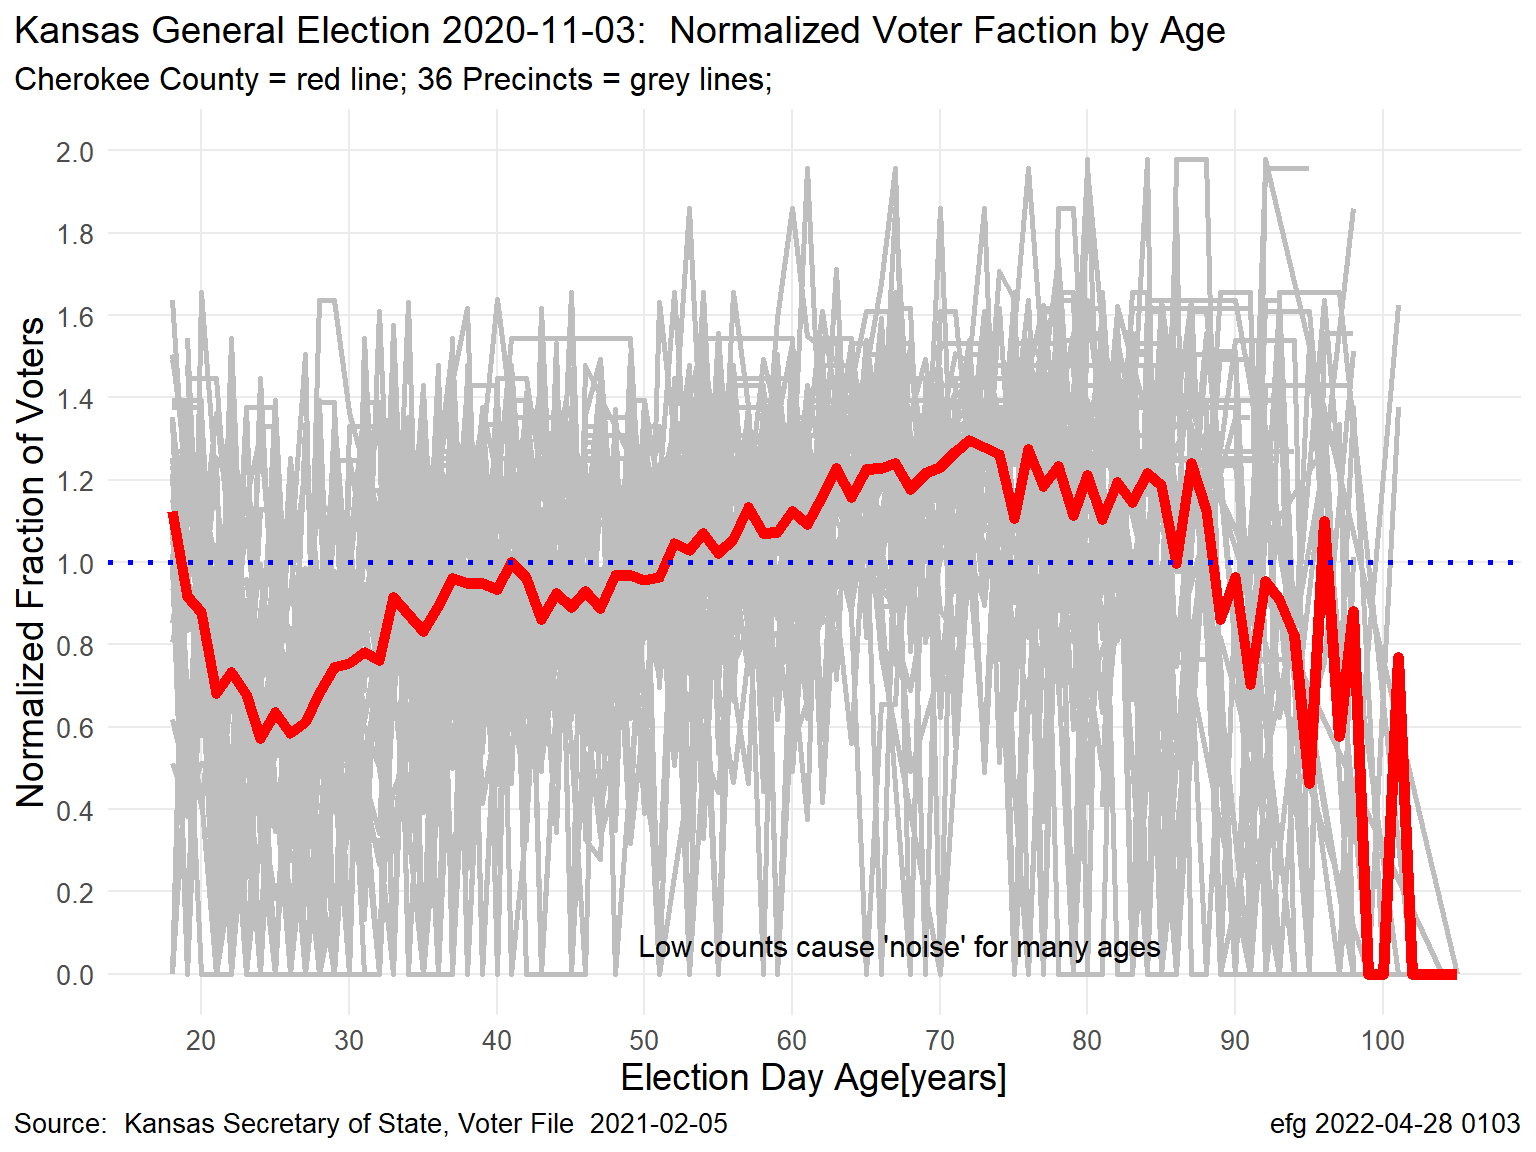 Kansas General Election 2020-11-03:  Normalized Voter Faction by Age
Cherokee County = red line; 36 Precincts = grey lines;
Normalized Fraction of Voters
2.0
1.8
1.6
1.4
1.2
1.0
0.8
0.6
0.4
0.2
0.0
Low counts cause 'noise' for many ages
20 30 40 50 60 70 80 90 100
Election Day Age[years]
Source:  Kansas Secretary of State, Voter File  2021-02-05
efg 2022-04-28 0103